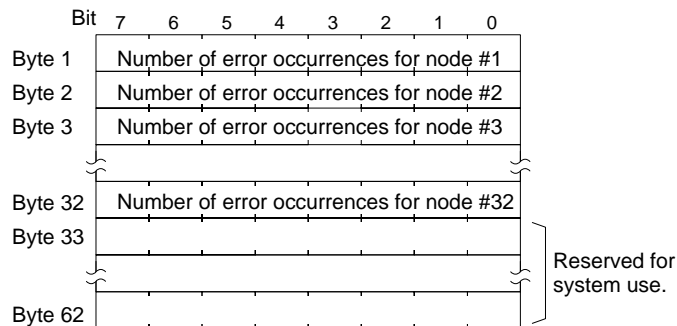 Bit 7 6 5 4 3 2 1 0
Byte 1 Number of error occurrences for node #1
Byte 2 Number of error occurrences for node #2
Byte 3 Number of error occurrences for node #3
Byte 32 Number of error occurrences for node #32
Byte 33
Reserved for
system use.
Byte 62